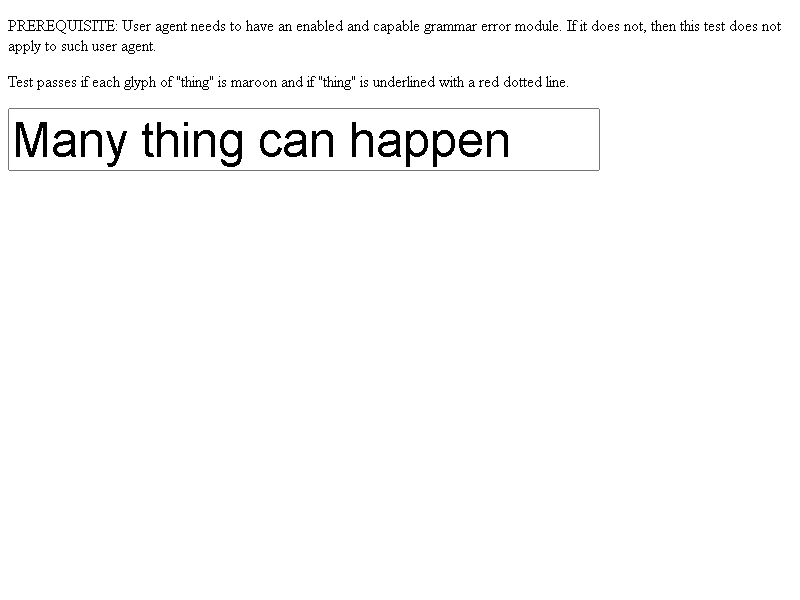 PREREQUISITE: User agent needs to have an enabled and capable grammar error module. If it does not, then this test does not
apply to such user agent.
Test passes if each glyph of "thing" is maroon and if "thing" is underlined with a red dotted line.
Many thing can happen